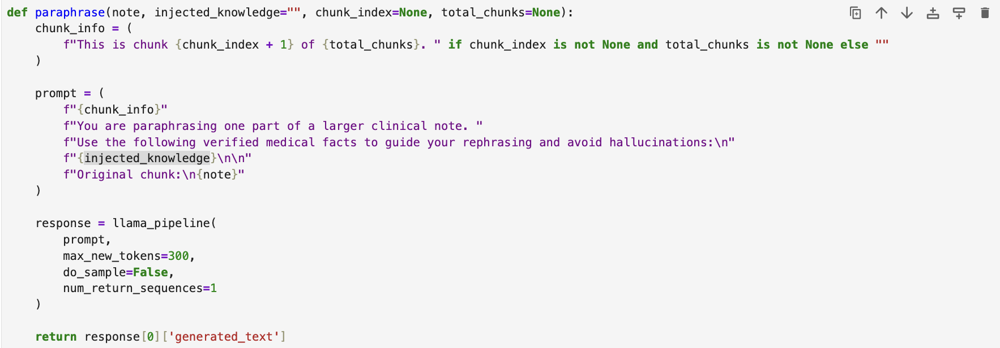 def paraphrase(note, injected_knowledge="", chunk_index=None, total_chunks=None):
    chunk_info = (
        f"This is chunk {chunk_index + 1} of {total_chunks}. " if chunk_index is not None and total_chunks is not None else ""
    )

    prompt = (
        f"{chunk_info}"
        f"You are paraphrasing one part of a larger clinical note. "
        f"Use the following verified medical facts to guide your rephrasing and avoid hallucinations:\n"
        f"{injected_knowledge}\n\n"
        f"Original chunk:\n{note}"
    )

    response = llama_pipeline(
        prompt,
        max_new_tokens=300,
        do_sample=False,
        num_return_sequences=1
    )

    return response[0]['generated_text']